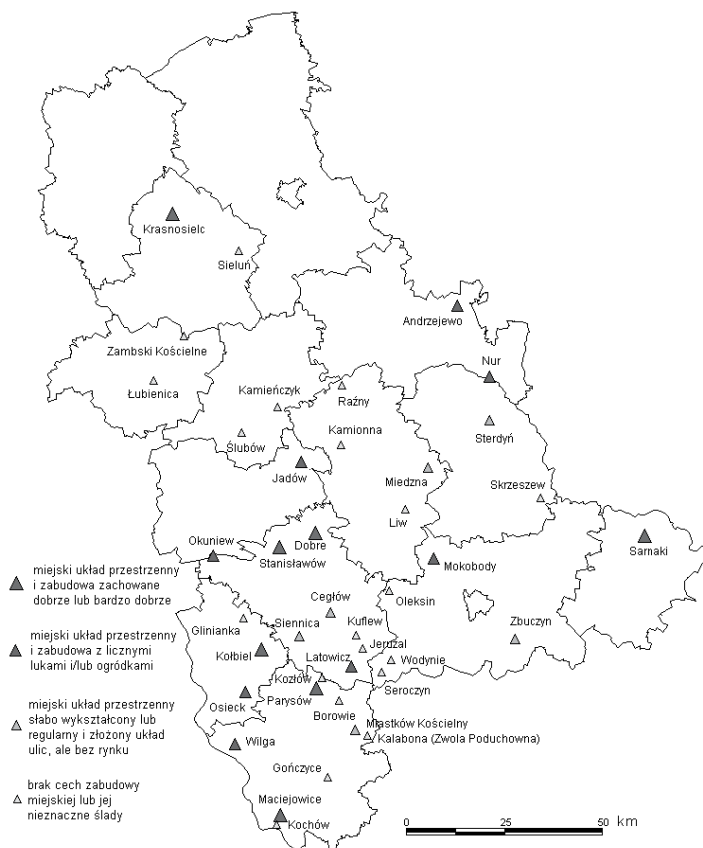 Krasnosielc
Sieluń
Andrzejewo
Zambski Kościelne
Nur
Łubienica
Kamieńczyk
Raźny
Sterdyń
Ślubów
Kamionna
Jadów
Miedzna
Skrzeszew
Liw
Okuniew
Dobre
Stanisławów
Mokobody
Sarnaki
miejski układ przestrzenny
i zabudowa zachowane
dobrze lub bardzo dobrze
Oleksin
Cegłów
Zbuczyn
Glinianka
Siennica
Kuflew
miejski układ przestrzenny
i zabudowa z licznymi
lukami i/lub ogródkami
Jeruzal
Kołbiel
Latowicz
Wodynie
Kozłów
Seroczyn
Osieck
Parysów
Borowie
miejski układ przestrzenny
słabo wykształcony lub
regularny i złożony układ
ulic, ale bez rynku
Miastków Kościelny
Kalabona (Zwola Poduchowna)
Wilga
Gończyce
brak cech zabudowy
miejskiej lub jej
nieznaczne ślady
Maciejowice
Kochów
0 25 50 km